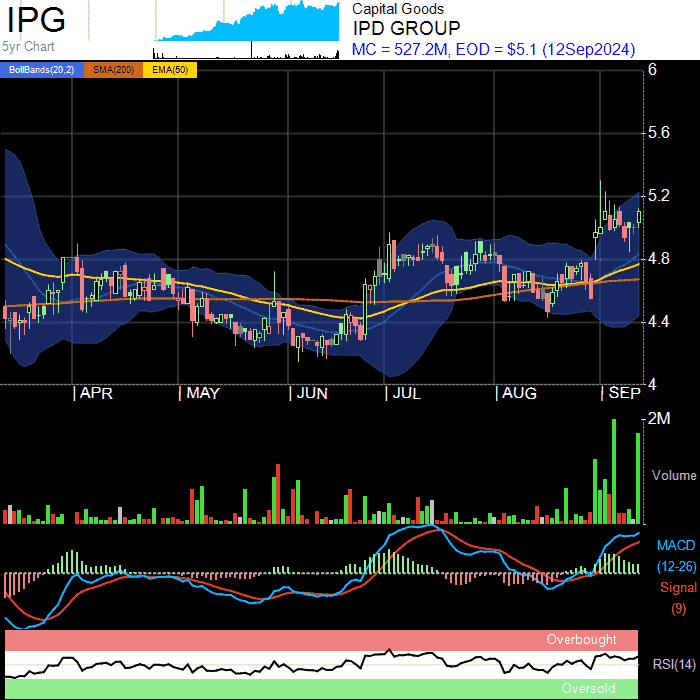 IPG
5yr Chart
Capital Goods
IPD GROUP
MC = 527.2M, EOD = $5.1 (12Sep2024)
BollBands(20,2) SMA(200) EMA(50)
6
5.6
5.2
4.8
4.4
4
APR MAY JUN JUL AUG SEP
2M
Volume
MACD
(12-26)
Signal
(9)
Overbought
RSI(14)
Oversold